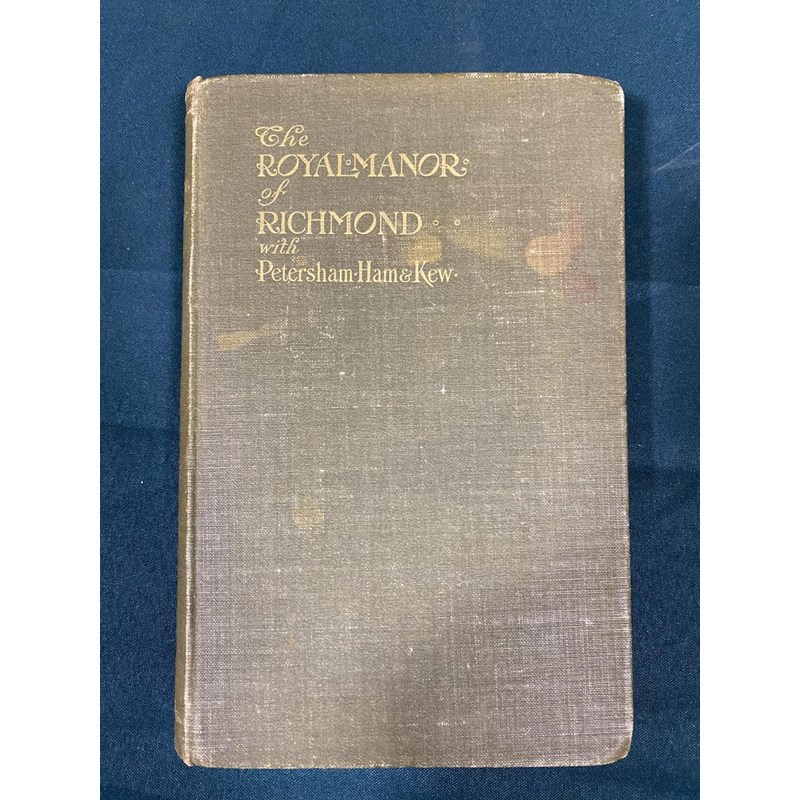 The
ROYAL·MANOR·
of
RICHMOND · ·
with
Petersham·Ham&Kew·